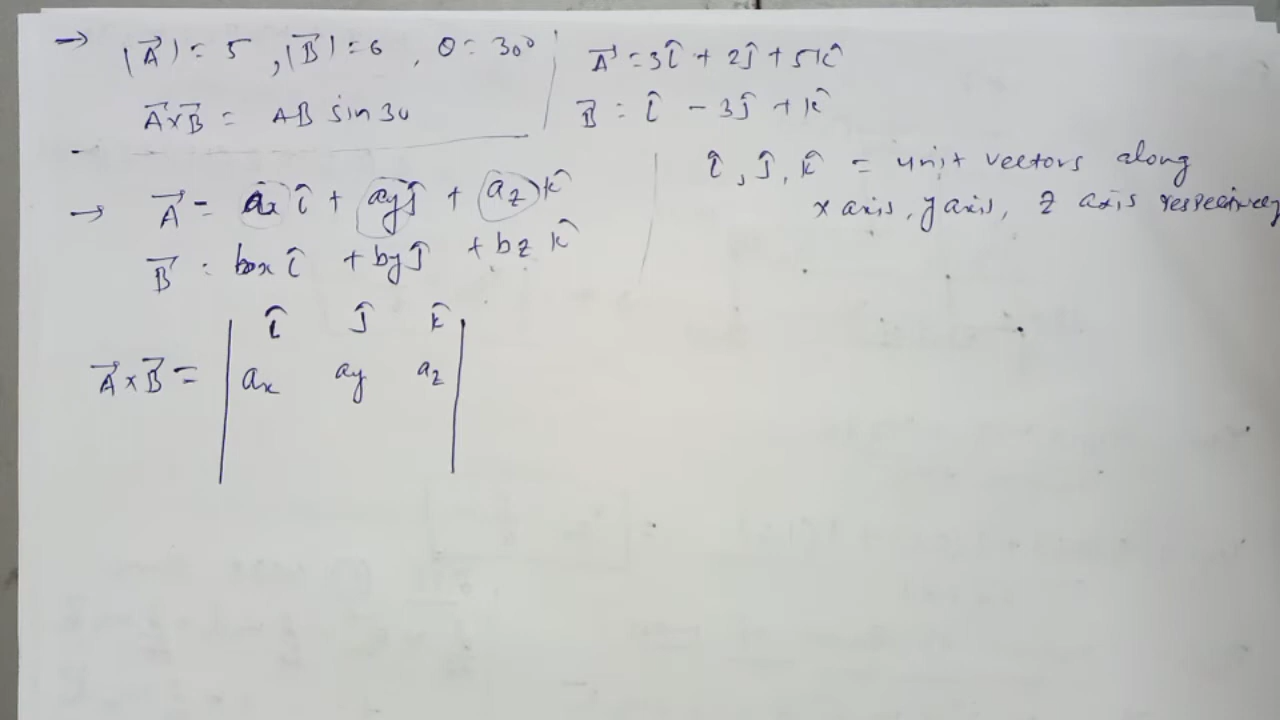 → |A⃗| = 5 , |B⃗| = 6 , θ = 30°
A⃗×B⃗ = AB sin 30
A⃗ = 3î + 2ĵ + 5k̂
B⃗ = î - 3ĵ + k̂
î, ĵ, k̂ = unit vectors along
x axis, y axis, z axis respectively
→ A⃗ = ax î + ay ĵ + az k̂
B⃗ = bx î + by ĵ + bz k̂
î ĵ k̂
A⃗×B⃗ = | ax ay az |